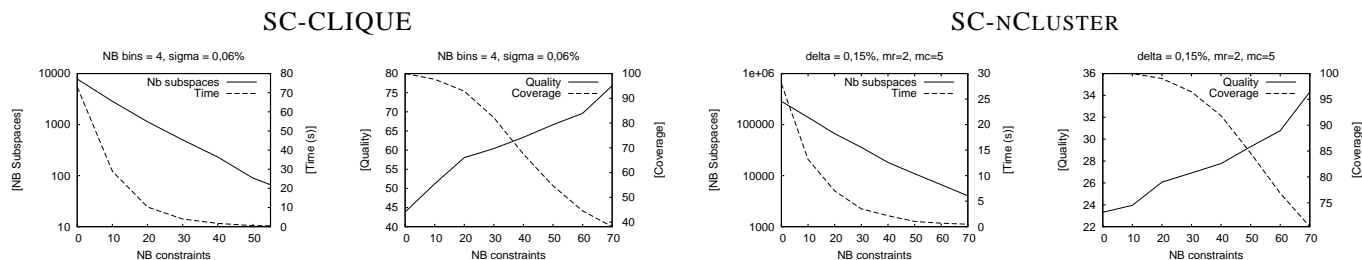 SC-CLIQUE
NB bins = 4, sigma = 0,06%
Nb subspaces
Time
10000
1000
100
10
[NB Subspaces]
80
70
60
50
40
30
20
10
0
[Time (s)]
0 10 20 30 40 50
NB constraints
NB bins = 4, sigma = 0,06%
Quality
Coverage
80
75
70
65
60
55
50
45
40
[Quality]
100
90
80
70
60
50
40
[Coverage]
0 10 20 30 40 50 60 70
NB constraints
SC-NCLUSTER
delta = 0,15%, mr=2, mc=5
Nb subspaces
Time
1e+06
100000
10000
1000
[NB Subspaces]
30
25
20
15
10
5
0
[Time (s)]
0 10 20 30 40 50 60 70
NB constraints
delta = 0,15%, mr=2, mc=5
Quality
Coverage
36
34
32
30
28
26
24
22
[Quality]
100
95
90
85
80
75
[Coverage]
0 10 20 30 40 50 60 70
NB constraints